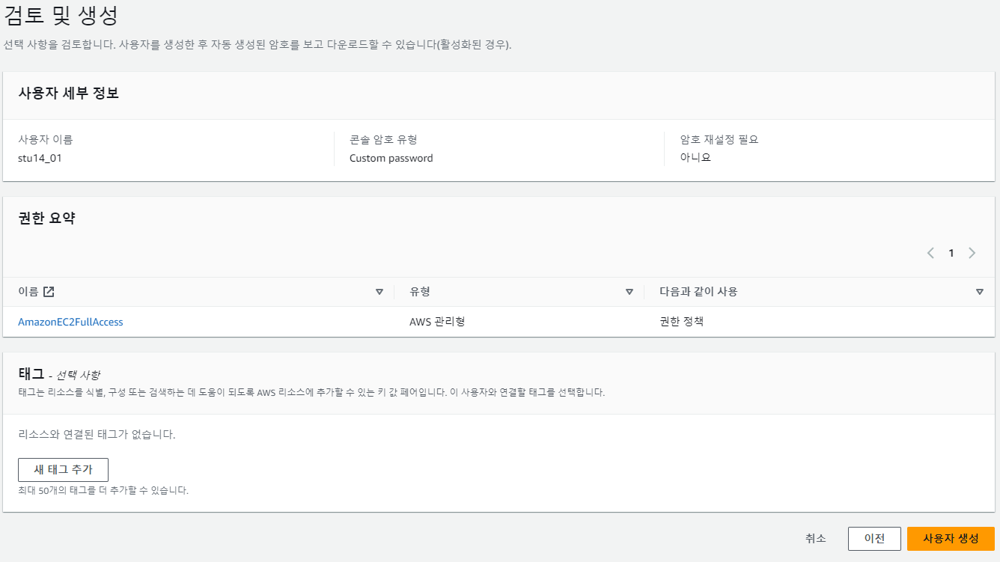 검토 및 생성
선택 사항을 검토합니다. 사용자를 생성한 후 자동 생성된 암호를 보고 다운로드할 수 있습니다(활성화된 경우).
사용자 세부 정보
사용자 이름
stu14_01
콘솔 암호 유형
Custom password
암호 재설정 필요
아니요
권한 요약
1
이름 유형 다음과 같이 사용
AmazonEC2FullAccess AWS 관리형 권한 정책
태그 - 선택 사항
태그는 리소스를 식별, 구성 또는 검색하는 데 도움이 되도록 AWS 리소스에 추가할 수 있는 키 값 페어입니다. 이 사용자와 연결할 태그를 선택합니다.
리소스와 연결된 태그가 없습니다.
새 태그 추가
최대 50개의 태그를 더 추가할 수 있습니다.
취소 이전 사용자 생성